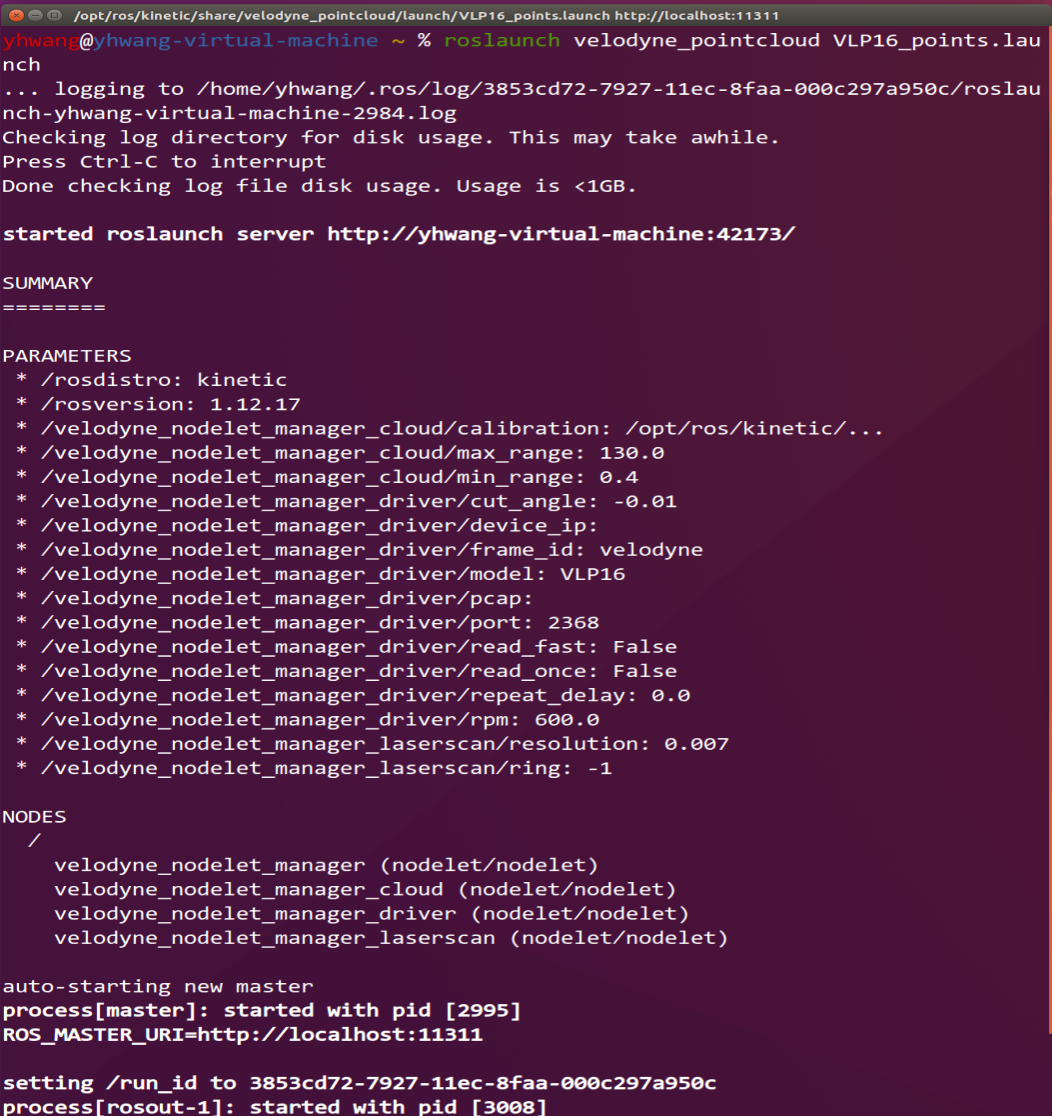 /opt/ros/kinetic/share/velodyne_pointcloud/launch/VLP16_points.launch http://localhost:11311
yhwang@yhwang-virtual-machine ~ % roslaunch velodyne_pointcloud VLP16_points.lau
nch
... logging to /home/yhwang/.ros/log/3853cd72-7927-11ec-8faa-000c297a950c/roslau
nch-yhwang-virtual-machine-2984.log
Checking log directory for disk usage. This may take awhile.
Press Ctrl-C to interrupt
Done checking log file disk usage. Usage is <1GB.
started roslaunch server http://yhwang-virtual-machine:42173/
SUMMARY
========
PARAMETERS
* /rosdistro: kinetic
* /rosversion: 1.12.17
* /velodyne_nodelet_manager_cloud/calibration: /opt/ros/kinetic/...
* /velodyne_nodelet_manager_cloud/max_range: 130.0
* /velodyne_nodelet_manager_cloud/min_range: 0.4
* /velodyne_nodelet_manager_driver/cut_angle: -0.01
* /velodyne_nodelet_manager_driver/device_ip:
* /velodyne_nodelet_manager_driver/frame_id: velodyne
* /velodyne_nodelet_manager_driver/model: VLP16
* /velodyne_nodelet_manager_driver/pcap:
* /velodyne_nodelet_manager_driver/port: 2368
* /velodyne_nodelet_manager_driver/read_fast: False
* /velodyne_nodelet_manager_driver/read_once: False
* /velodyne_nodelet_manager_driver/repeat_delay: 0.0
* /velodyne_nodelet_manager_driver/rpm: 600.0
* /velodyne_nodelet_manager_laserscan/resolution: 0.007
* /velodyne_nodelet_manager_laserscan/ring: -1
NODES
/
velodyne_nodelet_manager (nodelet/nodelet)
velodyne_nodelet_manager_cloud (nodelet/nodelet)
velodyne_nodelet_manager_driver (nodelet/nodelet)
velodyne_nodelet_manager_laserscan (nodelet/nodelet)
auto-starting new master
process[master]: started with pid [2995]
ROS_MASTER_URI=http://localhost:11311
setting /run_id to 3853cd72-7927-11ec-8faa-000c297a950c
process[rosout-1]: started with pid [3008]